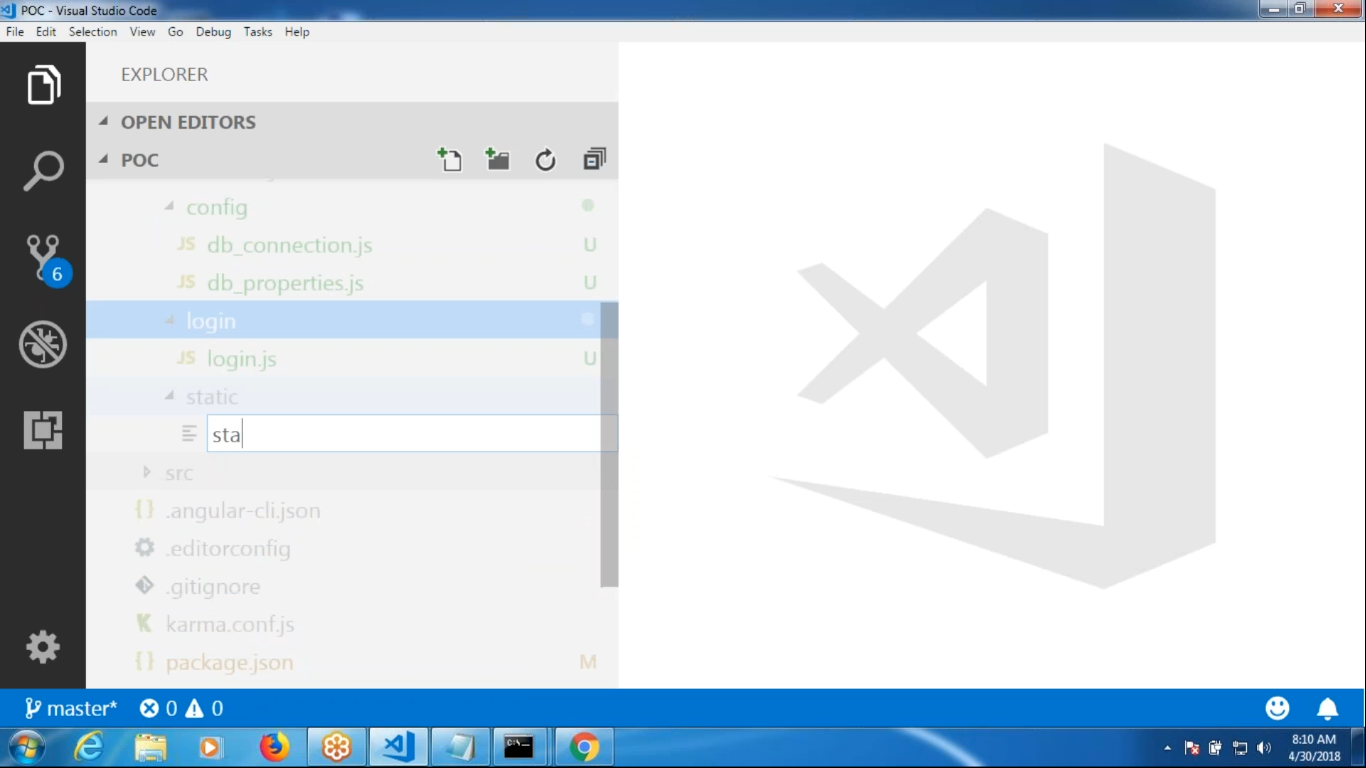 POC - Visual Studio Code
File Edit Selection View Go Debug Tasks Help
EXPLORER
OPEN EDITORS
POC
config
JS db_connection.js U
JS db_properties.js U
login
JS login.js U
static
sta
src
{} .angular-cli.json
.editorconfig
.gitignore
K karma.conf.js
{} package.json M
6
master* 0 0
8:10 AM
4/30/2018